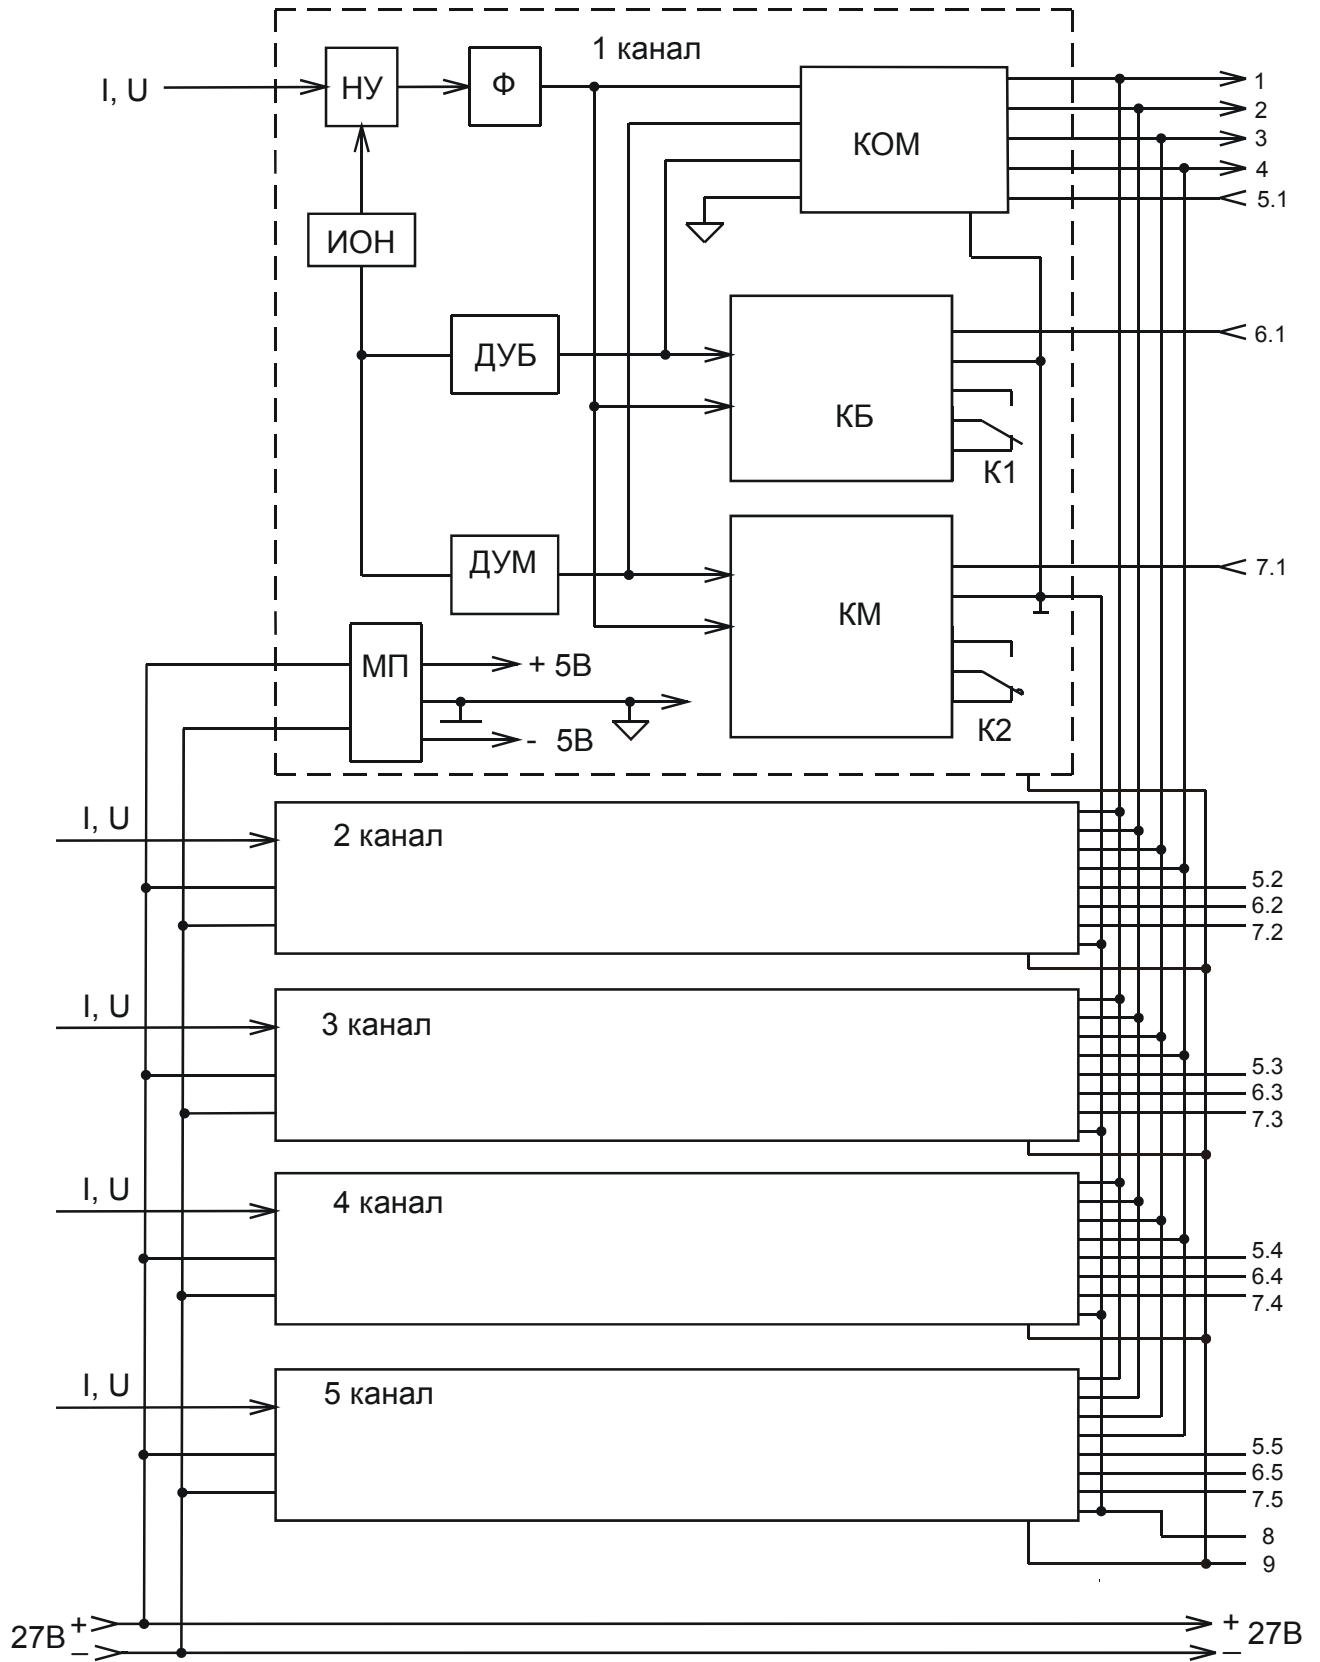 1 канал
I, U
НУ
Ф
КОМ
1
2
3
4
5.1
ИОН
ДУБ
КБ
6.1
К1
ДУМ
КМ
7.1
МП
+ 5В
- 5В
К2
I, U
2 канал
5.2
6.2
7.2
I, U
3 канал
5.3
6.3
7.3
I, U
4 канал
5.4
6.4
7.4
I, U
5 канал
5.5
6.5
7.5
8
9
27В + –
+ – 27В